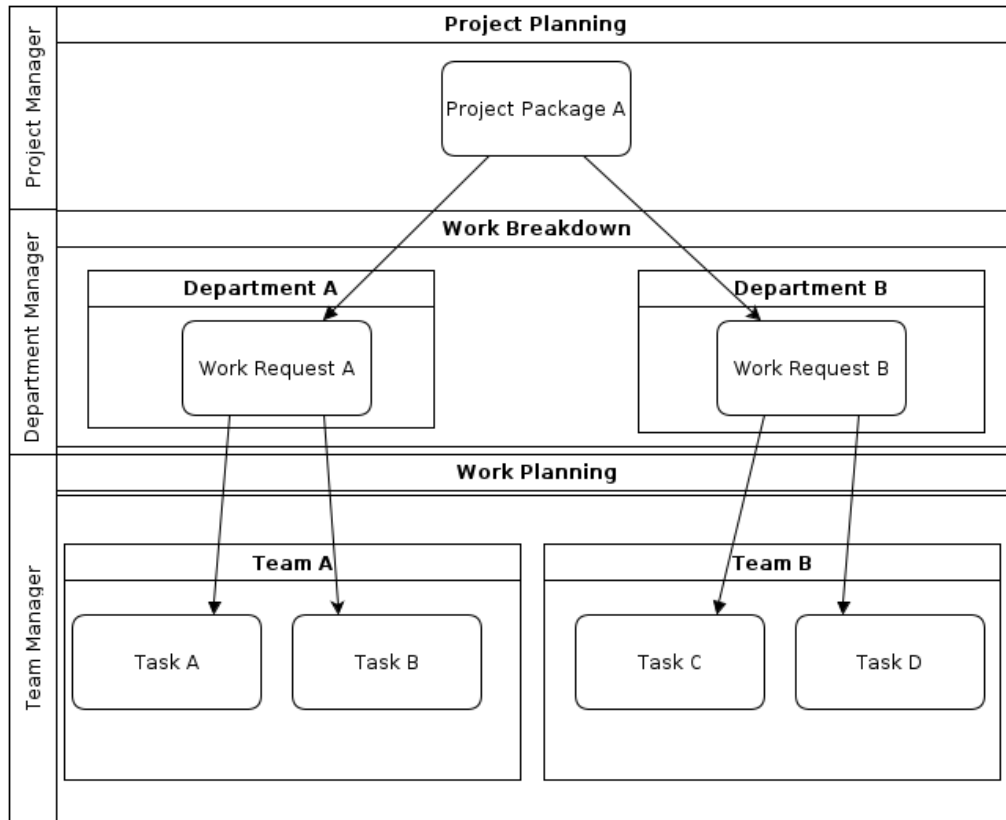 Project Manager
Project Planning
Project Package A
Department Manager
Work Breakdown
Department A
Department B
Work Request A
Work Request B
Team Manager
Work Planning
Team A
Team B
Task A
Task B
Task C
Task D